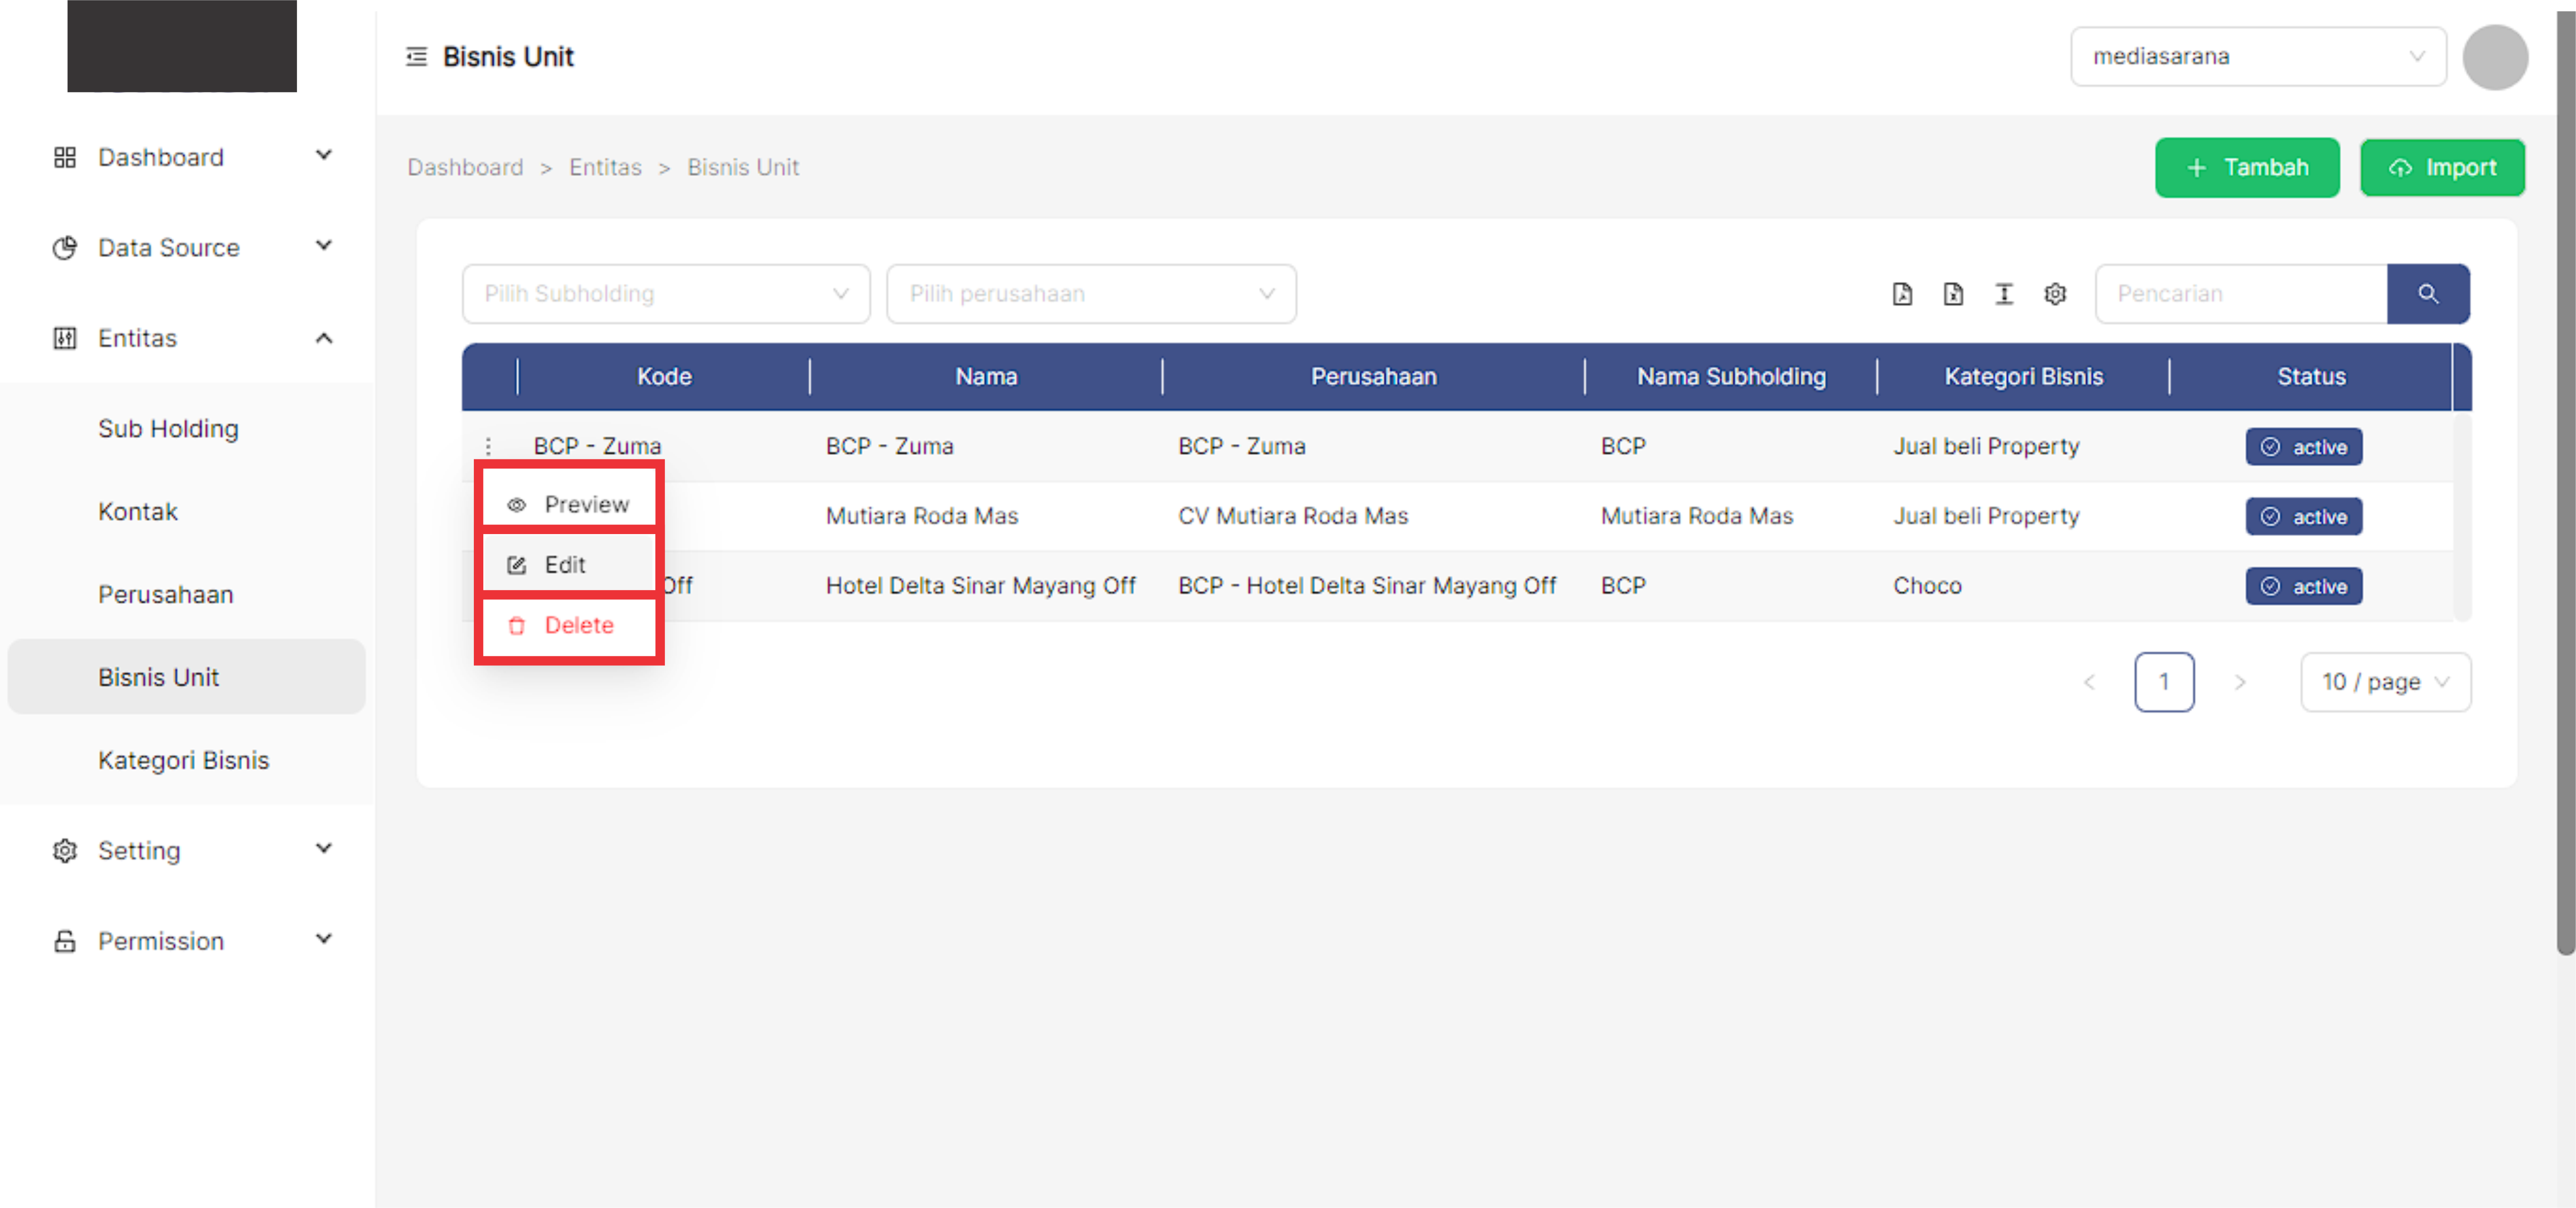 Bisnis Unit
mediasarana
Dashboard
Data Source
Entitas
Sub Holding
Kontak
Perusahaan
Bisnis Unit
Kategori Bisnis
Setting
Permission
Dashboard > Entitas > Bisnis Unit
+ Tambah
Import
Pilih Subholding
Pilih perusahaan
Pencarian
Kode Nama Perusahaan Nama Subholding Kategori Bisnis Status
BCP - Zuma BCP - Zuma BCP - Zuma BCP Jual beli Property active
Mutiara Roda Mas CV Mutiara Roda Mas Mutiara Roda Mas Jual beli Property active
Off Hotel Delta Sinar Mayang Off BCP - Hotel Delta Sinar Mayang Off BCP Choco active
Preview
Edit
Delete
< 1 > 10 / page